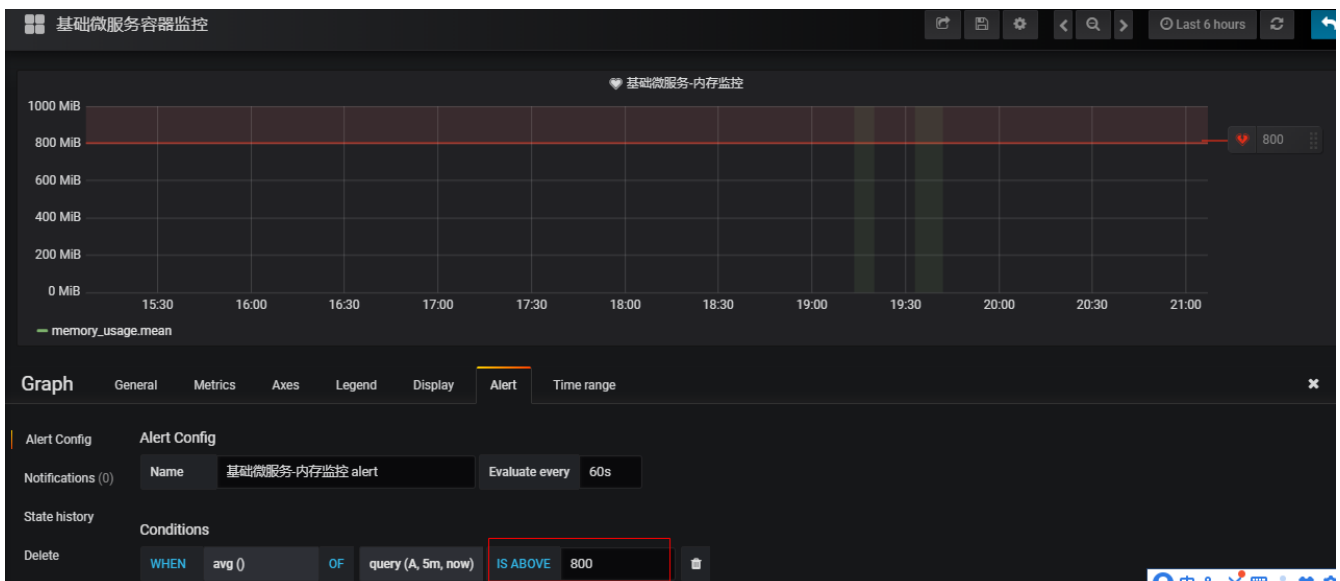 基础微服务容器监控
Last 6 hours
基础微服务-内存监控
1000 MiB
800 MiB
800
600 MiB
400 MiB
200 MiB
0 MiB
15:30 16:00 16:30 17:00 17:30 18:00 18:30 19:00 19:30 20:00 20:30 21:00
memory_usage.mean
Graph General Metrics Axes Legend Display Alert Time range
Alert Config
Notifications (0)
State history
Delete
Alert Config
Name 基础微服务-内存监控 alert Evaluate every 60s
Conditions
WHEN avg () OF query (A, 5m, now) IS ABOVE 800